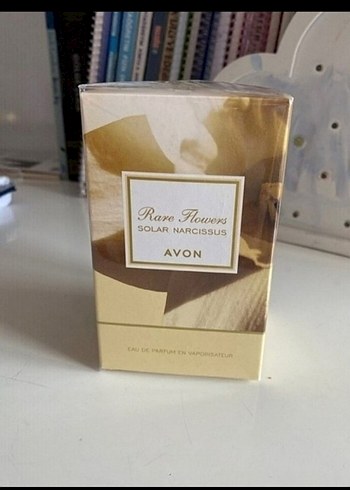 Rare Flowers
SOLAR NARCISSUS
AVON
EAU DE PARFUM EN VAPORISATEUR